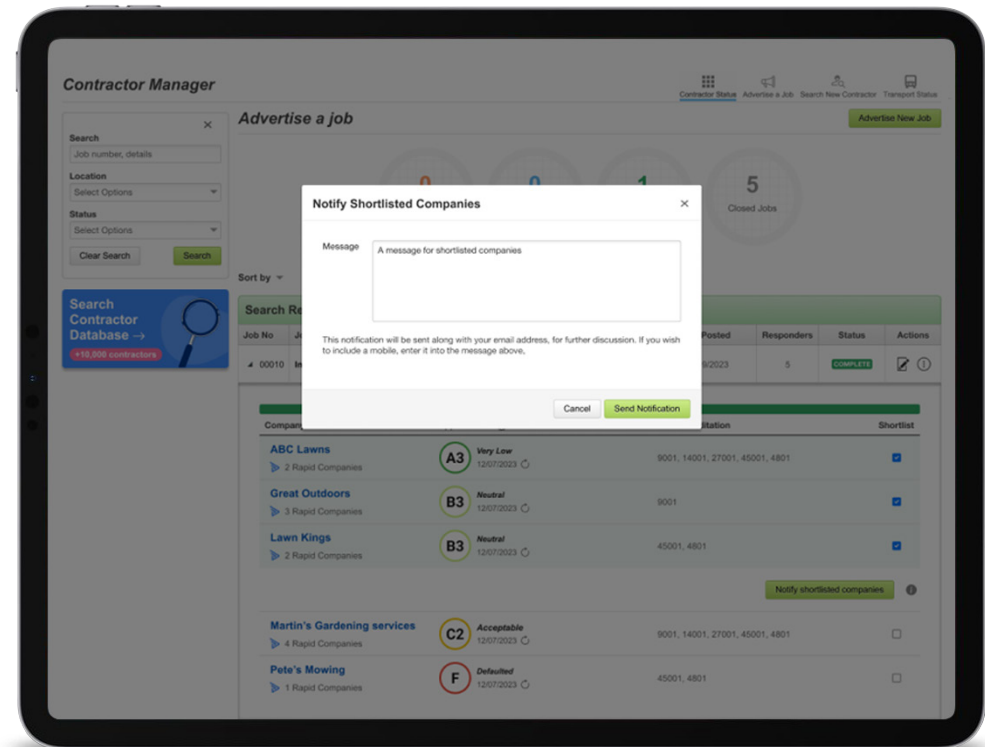 Contractor Manager
Contractor Status
Advertise a Job
Search New Contractor
Transport Status
Search
Job number, details
Location
Select Options
Status
Select Options
Clear Search
Search
Search
Contractor
Database →
+10,000 contractors
Advertise a job
Advertise New Job
0
0
1
5
Closed Jobs
Sort by
Search Re
Job No
Posted
Responders
Status
Actions
00010
9/2023
5
COMPLETE
Notify Shortlisted Companies
Message
A message for shortlisted companies
This notification will be sent along with your email address, for further discussion. If you wish
to include a mobile, enter it into the message above,
Cancel
Send Notification
Compan
Shortlist
ABC Lawns
2 Rapid Companies
A3
Very Low
12/07/2023
9001, 14001, 27001, 45001, 4801
Great Outdoors
3 Rapid Companies
B3
Neutral
12/07/2023
9001
Lawn Kings
2 Rapid Companies
B3
Neutral
12/07/2023
45001, 4801
Notify shortlisted companies
Martin's Gardening services
4 Rapid Companies
C2
Acceptable
12/07/2023
9001, 14001, 27001, 45001, 4801
Pete's Mowing
1 Rapid Companies
F
Defaulted
12/07/2023
45001, 4801